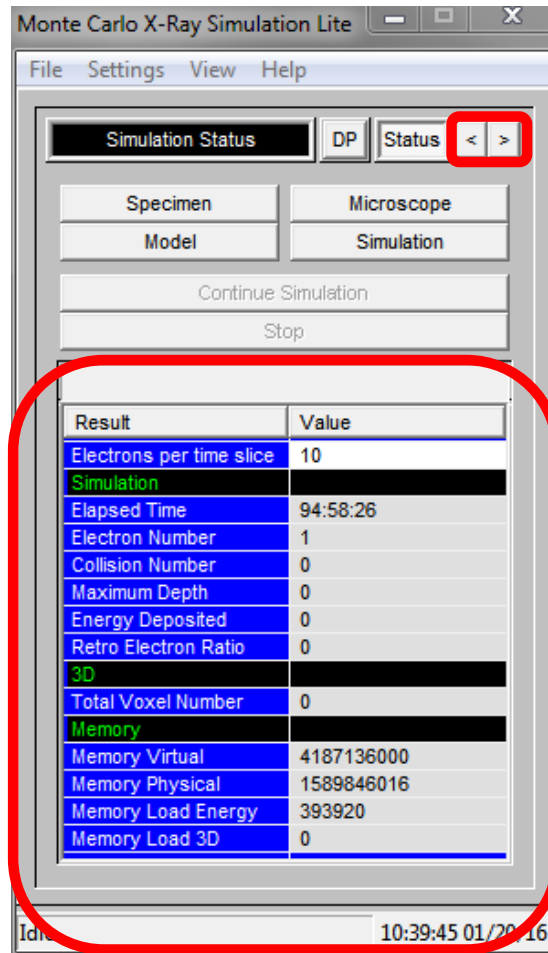 Monte Carlo X-Ray Simulation Lite
File Settings View Help
Simulation Status DP Status < >
Specimen Microscope
Model Simulation
Continue Simulation
Stop
Result Value
Electrons per time slice 10
Simulation
Elapsed Time 94:58:26
Electron Number 1
Collision Number 0
Maximum Depth 0
Energy Deposited 0
Retro Electron Ratio 0
3D
Total Voxel Number 0
Memory
Memory Virtual 4187136000
Memory Physical 1589846016
Memory Load Energy 393920
Memory Load 3D 0
10:39:45 01/20/16